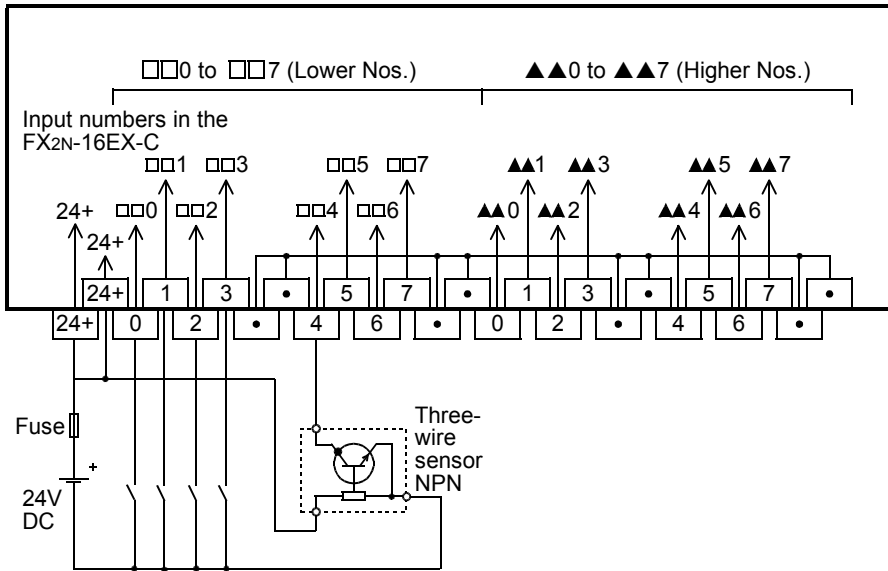 □□0 to □□7 (Lower Nos.) ▲▲0 to ▲▲7 (Higher Nos.)
Input numbers in the
FX2N-16EX-C
□□1 □□3 □□5 □□7 ▲▲1 ▲▲3 ▲▲5 ▲▲7
24+ □□0 □□2 □□4 □□6 ▲▲0 ▲▲2 ▲▲4 ▲▲6
24+
24+ 1 3 • 5 7 • 1 3 • 5 7 •
24+ 0 2 • 4 6 • 0 2 • 4 6 •
Fuse
+
24V
DC
Three-
wire
sensor
NPN